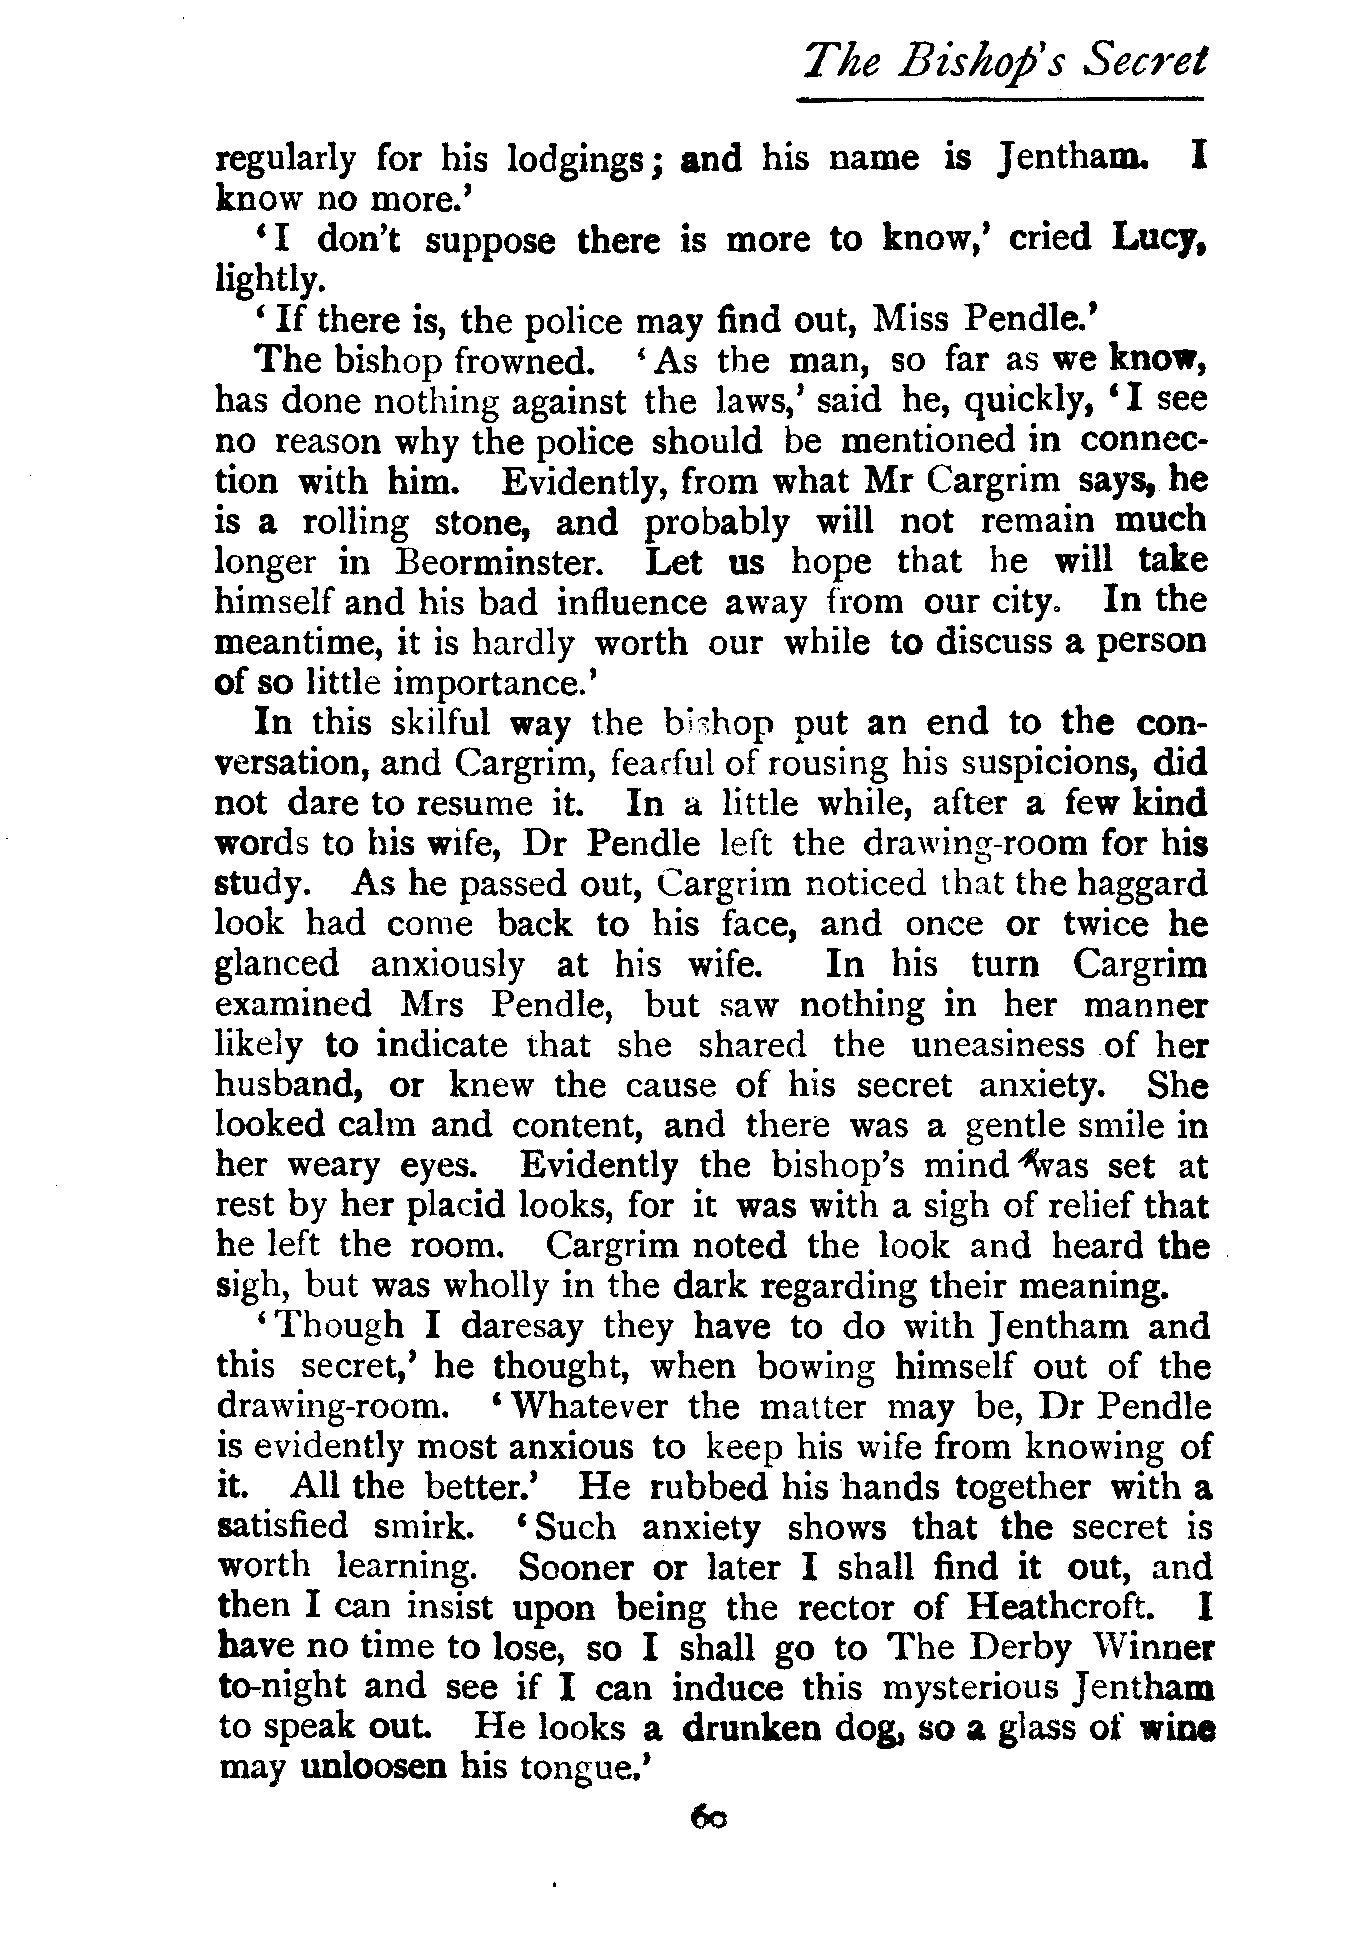 The Bishop's Secret
regularly for his lodgings; and his name is Jentham. I
know no more.'
'I don't suppose there is more to know,' cried Lucy,
lightly.
'If there is, the police may find out, Miss Pendle.'
The bishop frowned. 'As the man, so far as we know,
has done nothing against the laws,' said he, quickly, 'I see
no reason why the police should be mentioned in connec-
tion with him. Evidently, from what Mr Cargrim says, he
is a rolling stone, and probably will not remain much
longer in Beorminster. Let us hope that he will take
himself and his bad influence away from our city. In the
meantime, it is hardly worth our while to discuss a person
of so little importance.'
In this skilful way the bishop put an end to the con-
versation, and Cargrim, fearful of rousing his suspicions, did
not dare to resume it. In a little while, after a few kind
words to his wife, Dr Pendle left the drawing-room for his
study. As he passed out, Cargrim noticed that the haggard
look had come back to his face, and once or twice he
glanced anxiously at his wife. In his turn Cargrim
examined Mrs Pendle, but saw nothing in her manner
likely to indicate that she shared the uneasiness of her
husband, or knew the cause of his secret anxiety. She
looked calm and content, and there was a gentle smile in
her weary eyes. Evidently the bishop's mind was set at
rest by her placid looks, for it was with a sigh of relief that
he left the room. Cargrim noted the look and heard the
sigh, but was wholly in the dark regarding their meaning.
'Though I daresay they have to do with Jentham and
this secret,' he thought, when bowing himself out of the
drawing-room. 'Whatever the matter may be, Dr Pendle
is evidently most anxious to keep his wife from knowing of
it. All the better.' He rubbed his hands together with a
satisfied smirk. 'Such anxiety shows that the secret is
worth learning. Sooner or later I shall find it out, and
then I can insist upon being the rector of Heathcroft. I
have no time to lose, so I shall go to The Derby Winner
to-night and see if I can induce this mysterious Jentham
to speak out. He looks a drunken dog, so a glass of wine
may unloosen his tongue.'
60